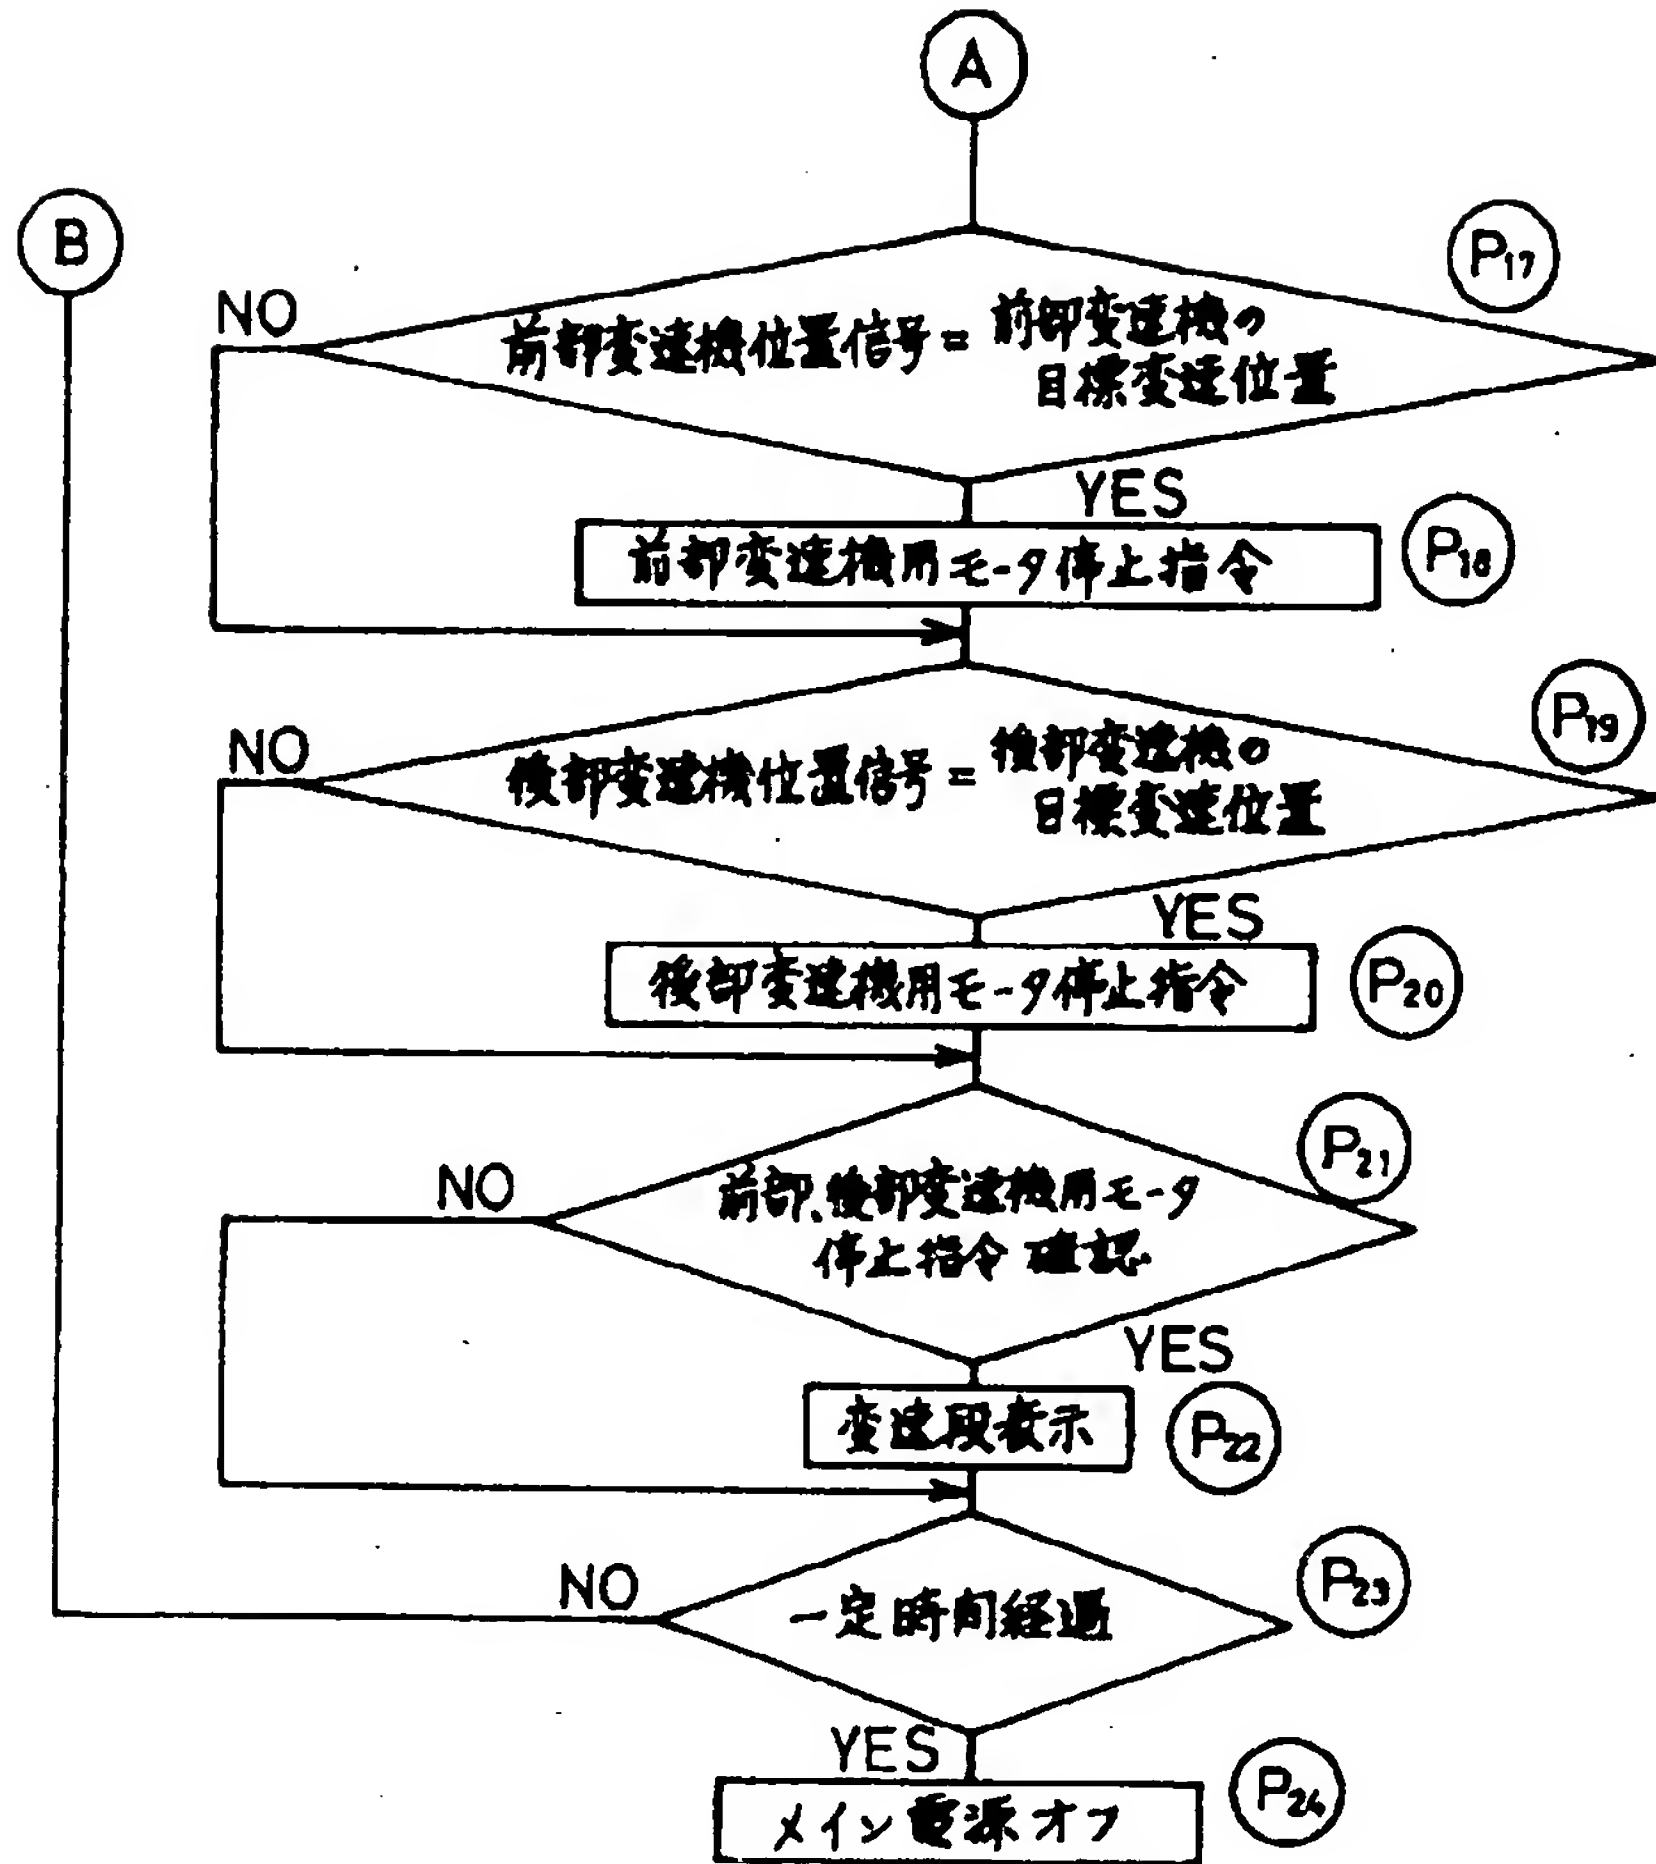 A
B
P17
NO
前部変速機位置信号=前部変速機の
目標変速位置
YES
前部変速機用モータ停止指令
P18
P19
NO
後部変速機位置信号=後部変速機の
目標変速位置
YES
後部変速機用モータ停止指令
P20
P21
NO
前部、後部変速機用モータ
停止指令確認
YES
変速段表示
P22
P23
NO
一定時間経過
YES
メイン電源オフ
P24